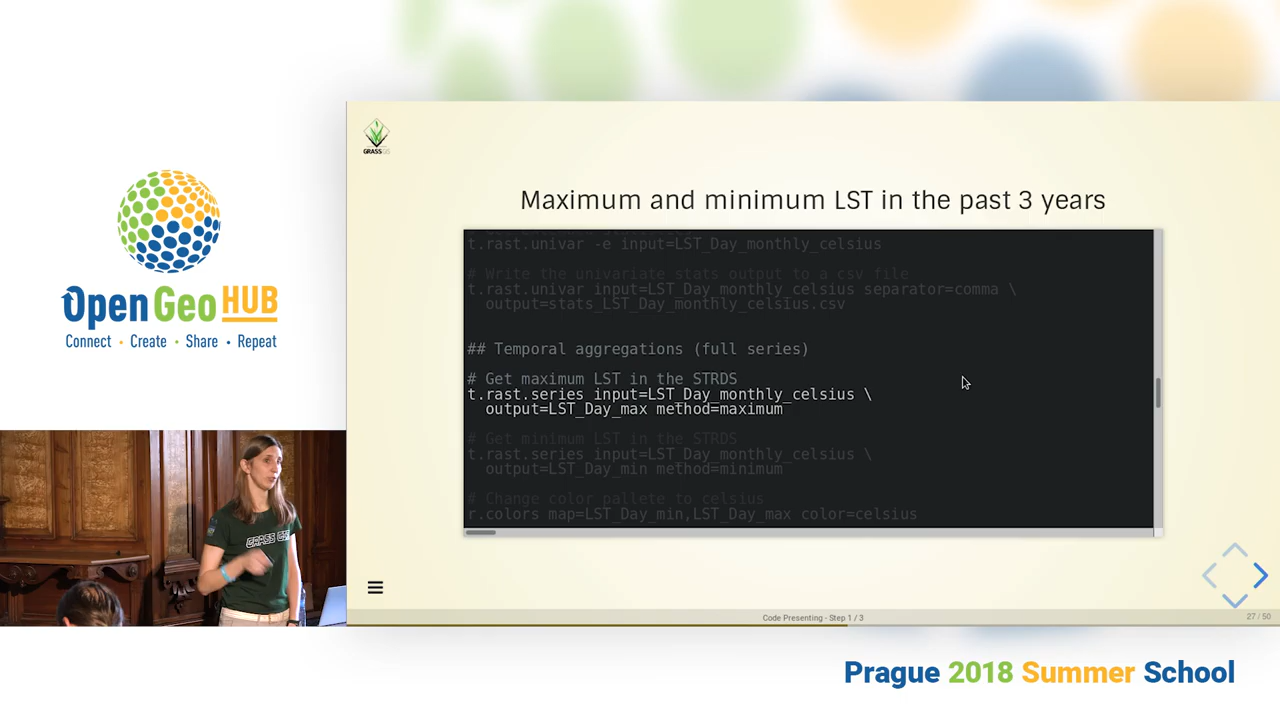 Open Geo HUB
Connect • Create • Share • Repeat
GRASS GIS
Maximum and minimum LST in the past 3 years
t.rast.univar -e input=LST_Day_monthly_celsius
# Write the univariate stats output to a csv file
t.rast.univar input=LST_Day_monthly_celsius separator=comma \
output=stats_LST_Day_monthly_celsius.csv
## Temporal aggregations (full series)
# Get maximum LST in the STRDS
t.rast.series input=LST_Day_monthly_celsius \
output=LST_Day_max method=maximum
# Get minimum LST in the STRDS
t.rast.series input=LST_Day_monthly_celsius \
output=LST_Day_min method=minimum
# Change color pallete to celsius
r.colors map=LST_Day_min,LST_Day_max color=celsius
GRASS GIS
Code Presenting - Step 1 / 3
27 / 50
Prague 2018 Summer School